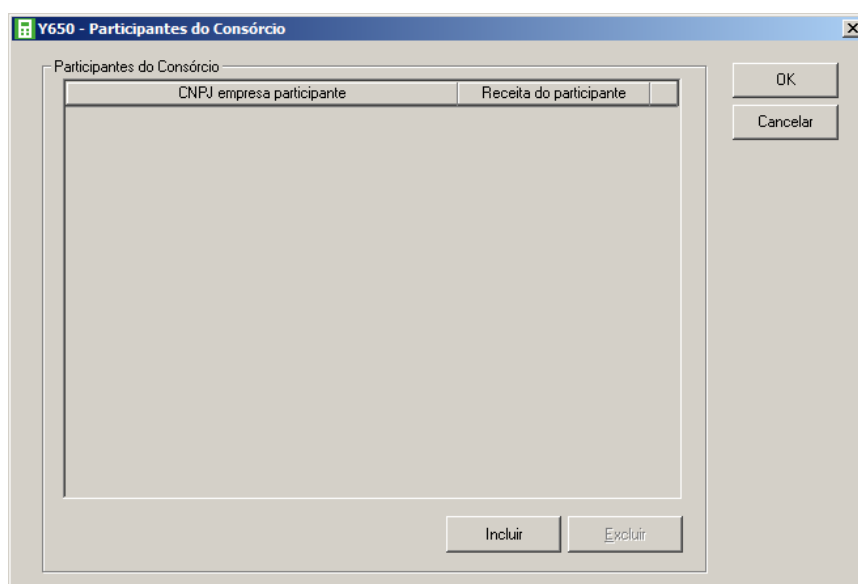 Y650 - Participantes do Consórcio
Participantes do Consórcio
CNPJ empresa participante
Receita do participante
OK
Cancelar
Incluir
Excluir